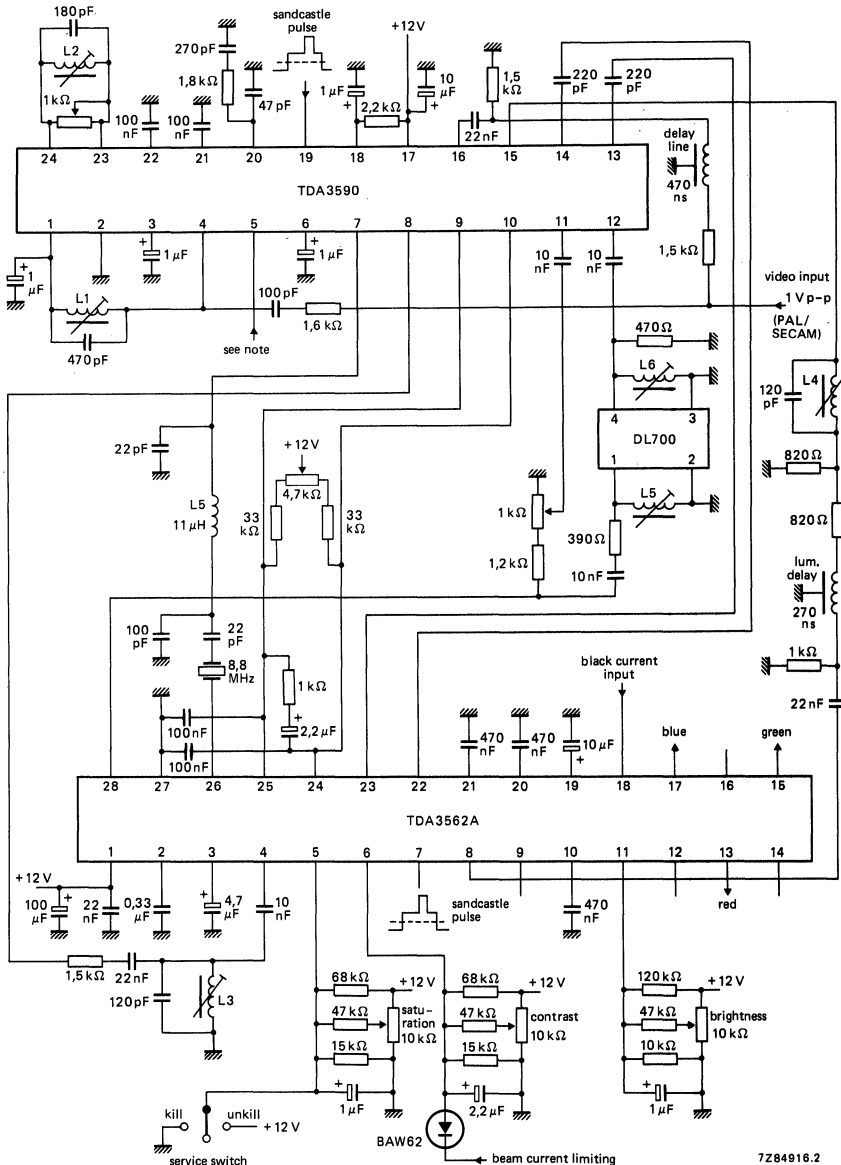 180 pF
L2
1 kΩ
100 nF
100 nF
270 pF
1,8 kΩ
47 pF
sandcastle pulse
1 µF
+
2,2 kΩ
+12 V
10 µF
+
1,5 kΩ
22 nF
220 pF
220 pF
delay line
470 ns
1,5 kΩ
24 23 22 21 20 19 18 17 16 15 14 13
TDA3590
1 2 3 4 5 6 7 8 9 10 11 12
+
1 µF
L1
470 pF
+
1 µF
+
1 µF
see note
100 pF
1,6 kΩ
10 nF
10 nF
video input
1 V p-p
(PAL/
SECAM)
470 Ω
L6
4 3
DL700
1 2
L5
390 Ω
10 nF
120 pF
L4
820 Ω
820 Ω
lum. delay
270 ns
1 kΩ
22 nF
22 pF
L5
11 µH
+12 V
4,7 kΩ
33 kΩ
33 kΩ
1 kΩ
1,2 kΩ
100 pF
22 pF
8,8 MHz
1 kΩ
+
2,2 µF
100 nF
100 nF
470 nF
470 nF
10 µF
+
black current input
blue
green
28 27 26 25 24 23 22 21 20 19 18 17 16 15
TDA3562A
1 2 3 4 5 6 7 8 9 10 11 12 13 14
+12 V
+
100 µF
22 nF
0,33 µF
+
4,7 µF
10 nF
sandcastle pulse
470 nF
red
1,5 kΩ
22 nF
120 pF
L3
68 kΩ
+12 V
47 kΩ
satu-
ration
10 kΩ
15 kΩ
+
1 µF
68 kΩ
+12 V
47 kΩ
contrast
10 kΩ
15 kΩ
+
2,2 µF
120 kΩ
+12 V
47 kΩ
brightness
10 kΩ
10 kΩ
+
1 µF
kill
unkill
+12 V
service switch
BAW62
beam current limiting
7Z84916.2